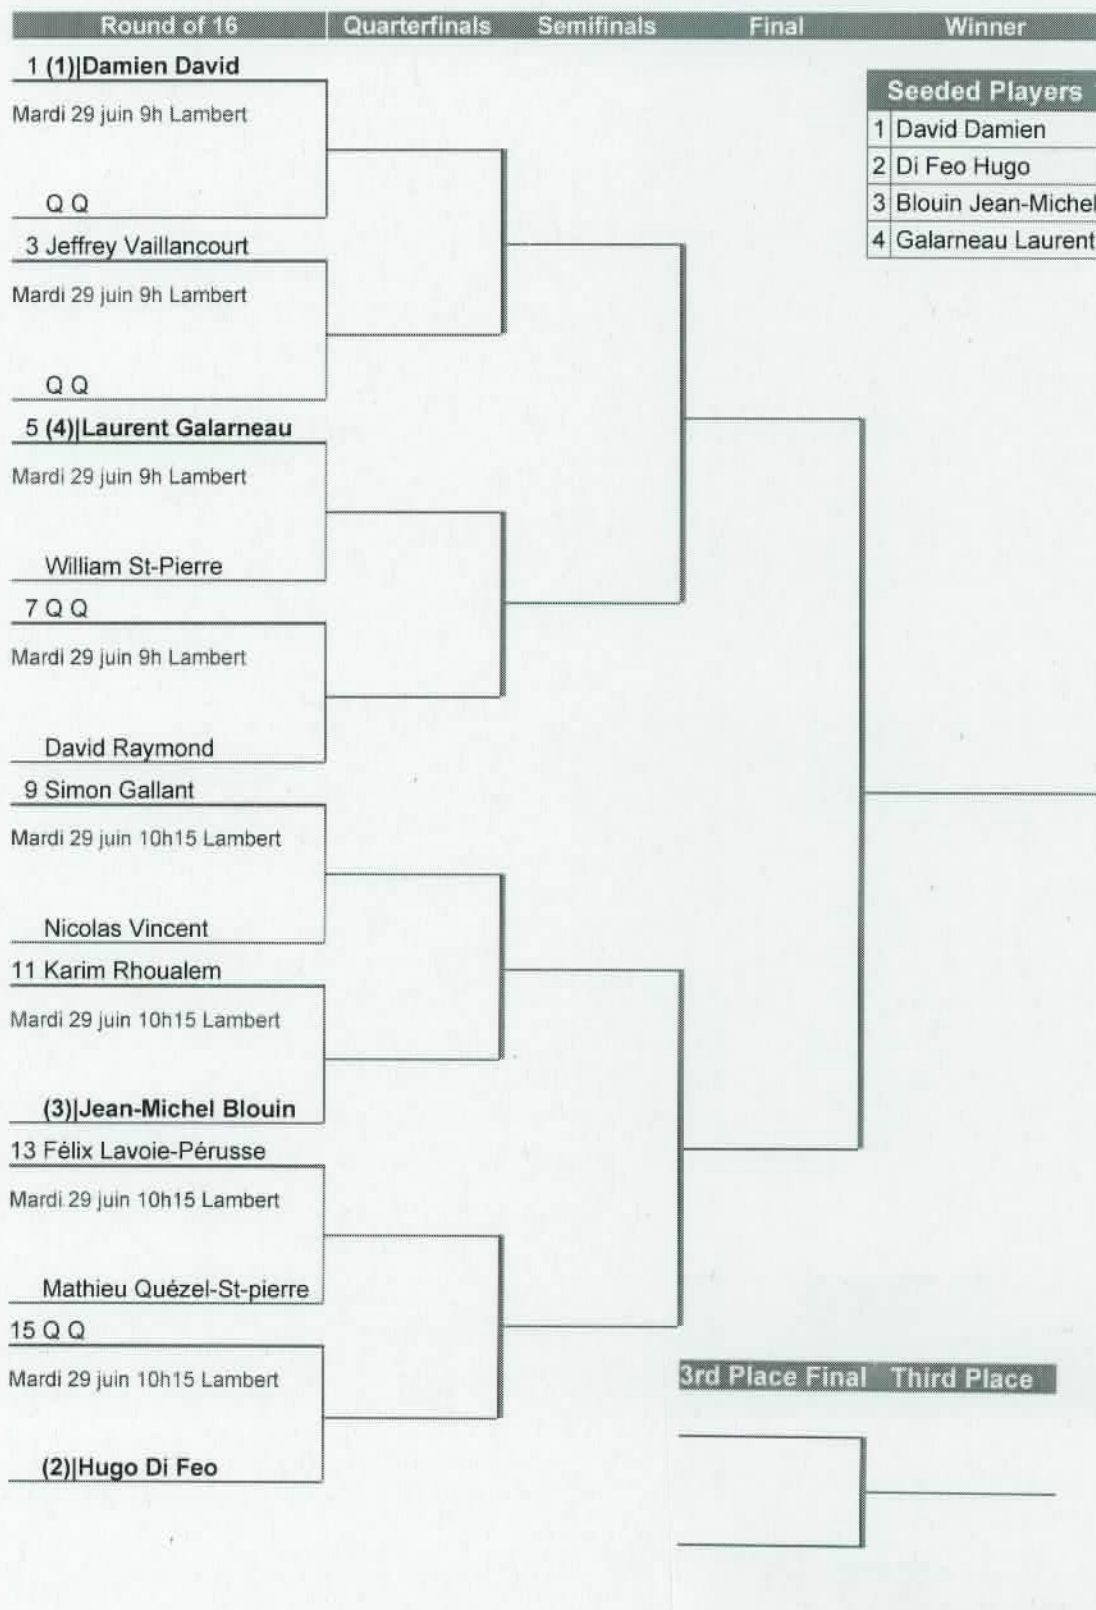 Round of 16 Quarterfinals Semifinals Final Winner
1 (1)|Damien David
Mardi 29 juin 9h Lambert
Q Q
3 Jeffrey Vaillancourt
Mardi 29 juin 9h Lambert
Q Q
5 (4)|Laurent Galarneau
Mardi 29 juin 9h Lambert
William St-Pierre
7 Q Q
Mardi 29 juin 9h Lambert
David Raymond
9 Simon Gallant
Mardi 29 juin 10h15 Lambert
Nicolas Vincent
11 Karim Rhoualem
Mardi 29 juin 10h15 Lambert
(3)|Jean-Michel Blouin
13 Félix Lavoie-Pérusse
Mardi 29 juin 10h15 Lambert
Mathieu Quézel-St-pierre
15 Q Q
Mardi 29 juin 10h15 Lambert
(2)|Hugo Di Feo
Seeded Players
1 David Damien
2 Di Feo Hugo
3 Blouin Jean-Michel
4 Galarneau Laurent
3rd Place Final Third Place